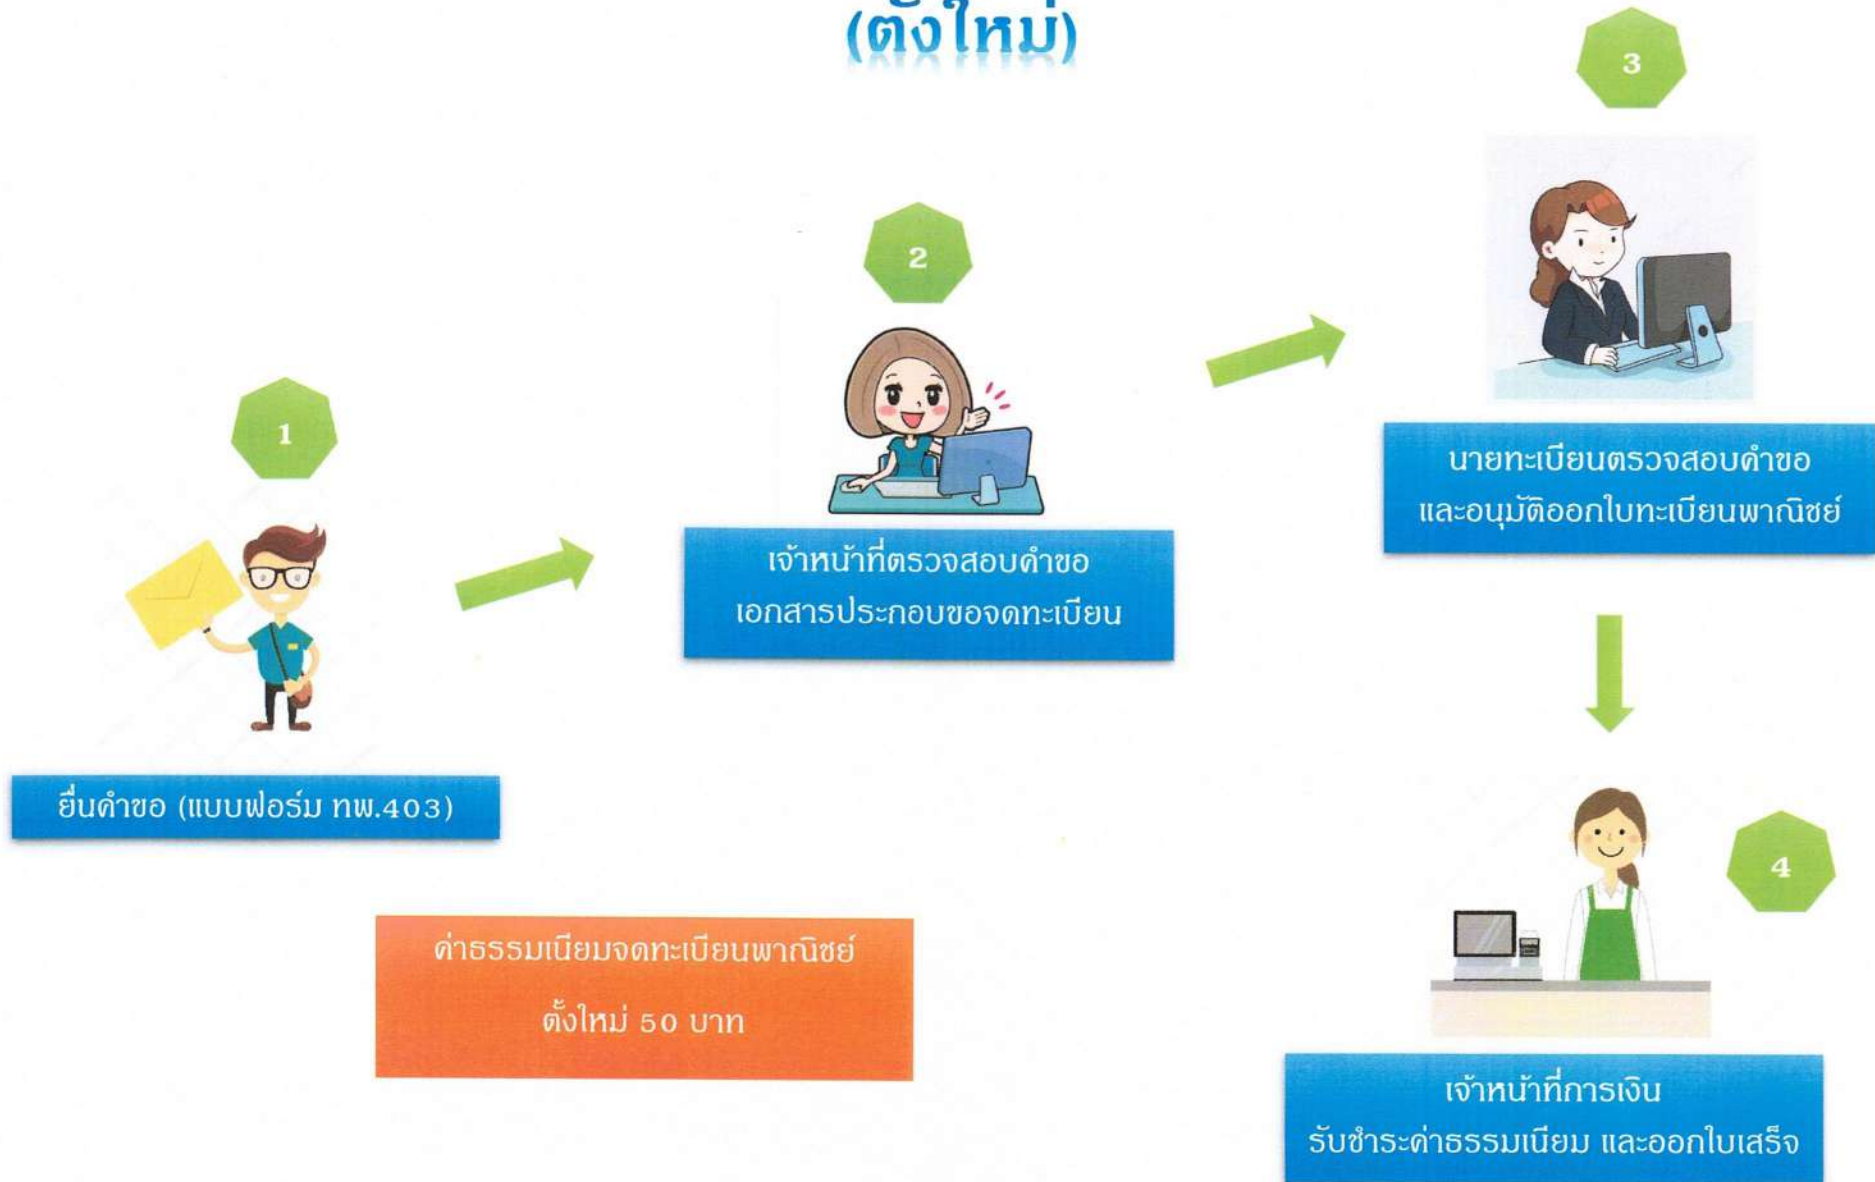 (ตั้งใหม่)
1
ยื่นคำขอ (แบบฟอร์ม ทพ.403)
2
เจ้าหน้าที่ตรวจสอบคำขอ
เอกสารประกอบขอจดทะเบียน
3
นายทะเบียนตรวจสอบคำขอ
และอนุมัติออกใบทะเบียนพาณิชย์
4
เจ้าหน้าที่การเงิน
รับชำระค่าธรรมเนียม และออกใบเสร็จ
ค่าธรรมเนียมจดทะเบียนพาณิชย์
ตั้งใหม่ 50 บาท